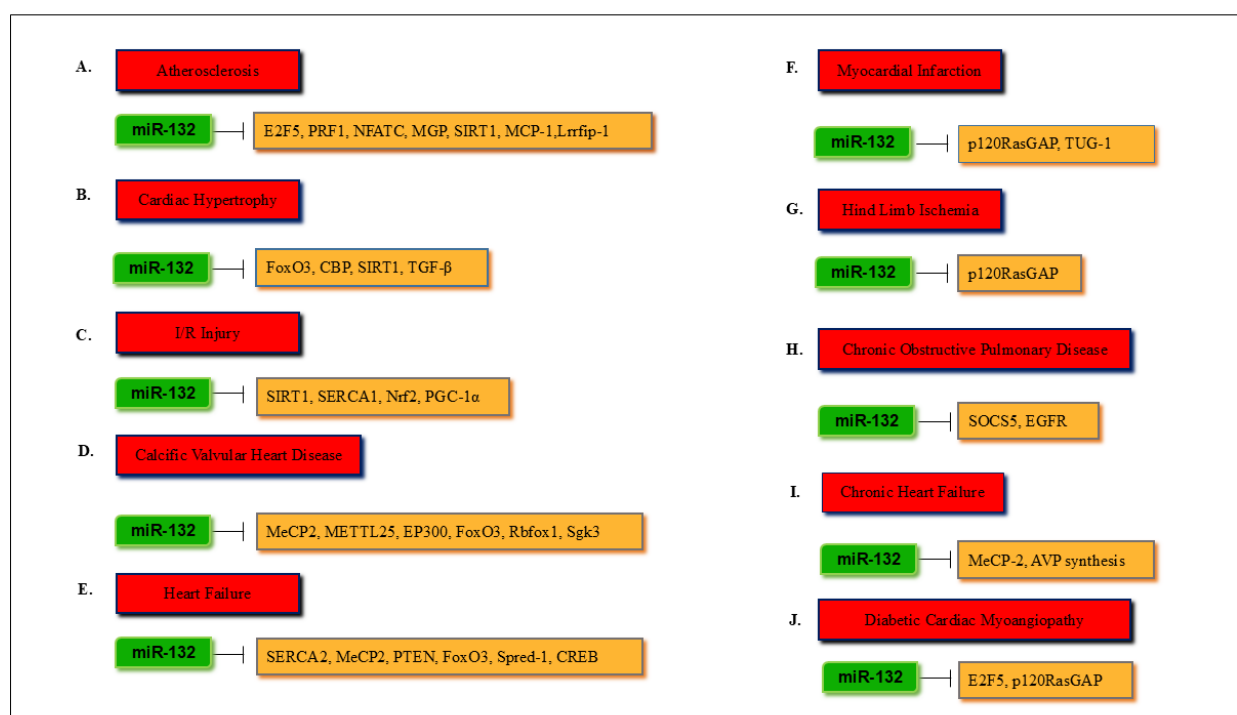 A.
Atherosclerosis
miR-132
E2F5, PRF1, NFATC, MGP, SIRT1, MCP-1,Lrrfip-1
B.
Cardiac Hypertrophy
miR-132
FoxO3, CBP, SIRT1, TGF-β
C.
I/R Injury
miR-132
SIRT1, SERCA1, Nrf2, PGC-1α
D.
Calcific Valvular Heart Disease
miR-132
MeCP2, METTL25, EP300, FoxO3, Rbfox1, Sgk3
E.
Heart Failure
miR-132
SERCA2, MeCP2, PTEN, FoxO3, Spred-1, CREB
F.
Myocardial Infarction
miR-132
p120RasGAP, TUG-1
G.
Hind Limb Ischemia
miR-132
p120RasGAP
H.
Chronic Obstructive Pulmonary Disease
miR-132
SOCS5, EGFR
I.
Chronic Heart Failure
miR-132
MeCP-2, AVP synthesis
J.
Diabetic Cardiac Myoangiopathy
miR-132
E2F5, p120RasGAP